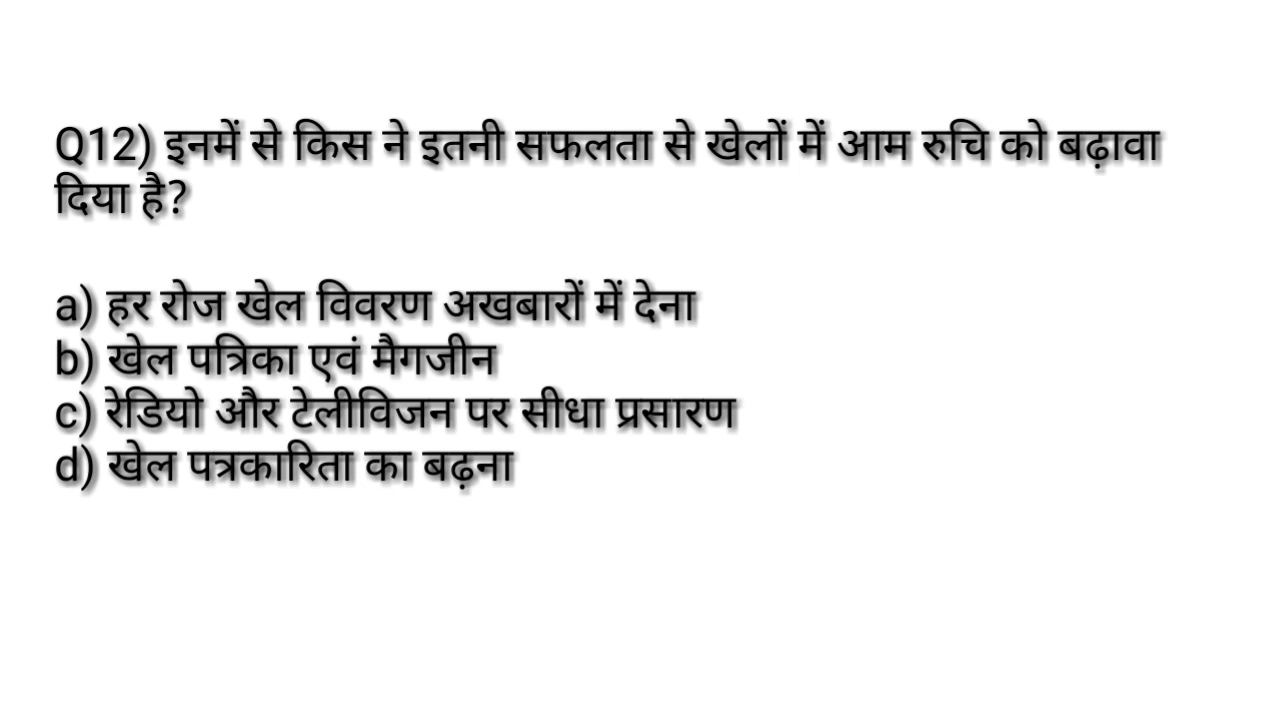 Q12) इनमें से किस ने इतनी सफलता से खेलों में आम रुचि को बढ़ावा
दिया है?
a) हर रोज खेल विवरण अखबारों में देना
b) खेल पत्रिका एवं मैगजीन
c) रेडियो और टेलीविजन पर सीधा प्रसारण
d) खेल पत्रकारिता का बढ़ना